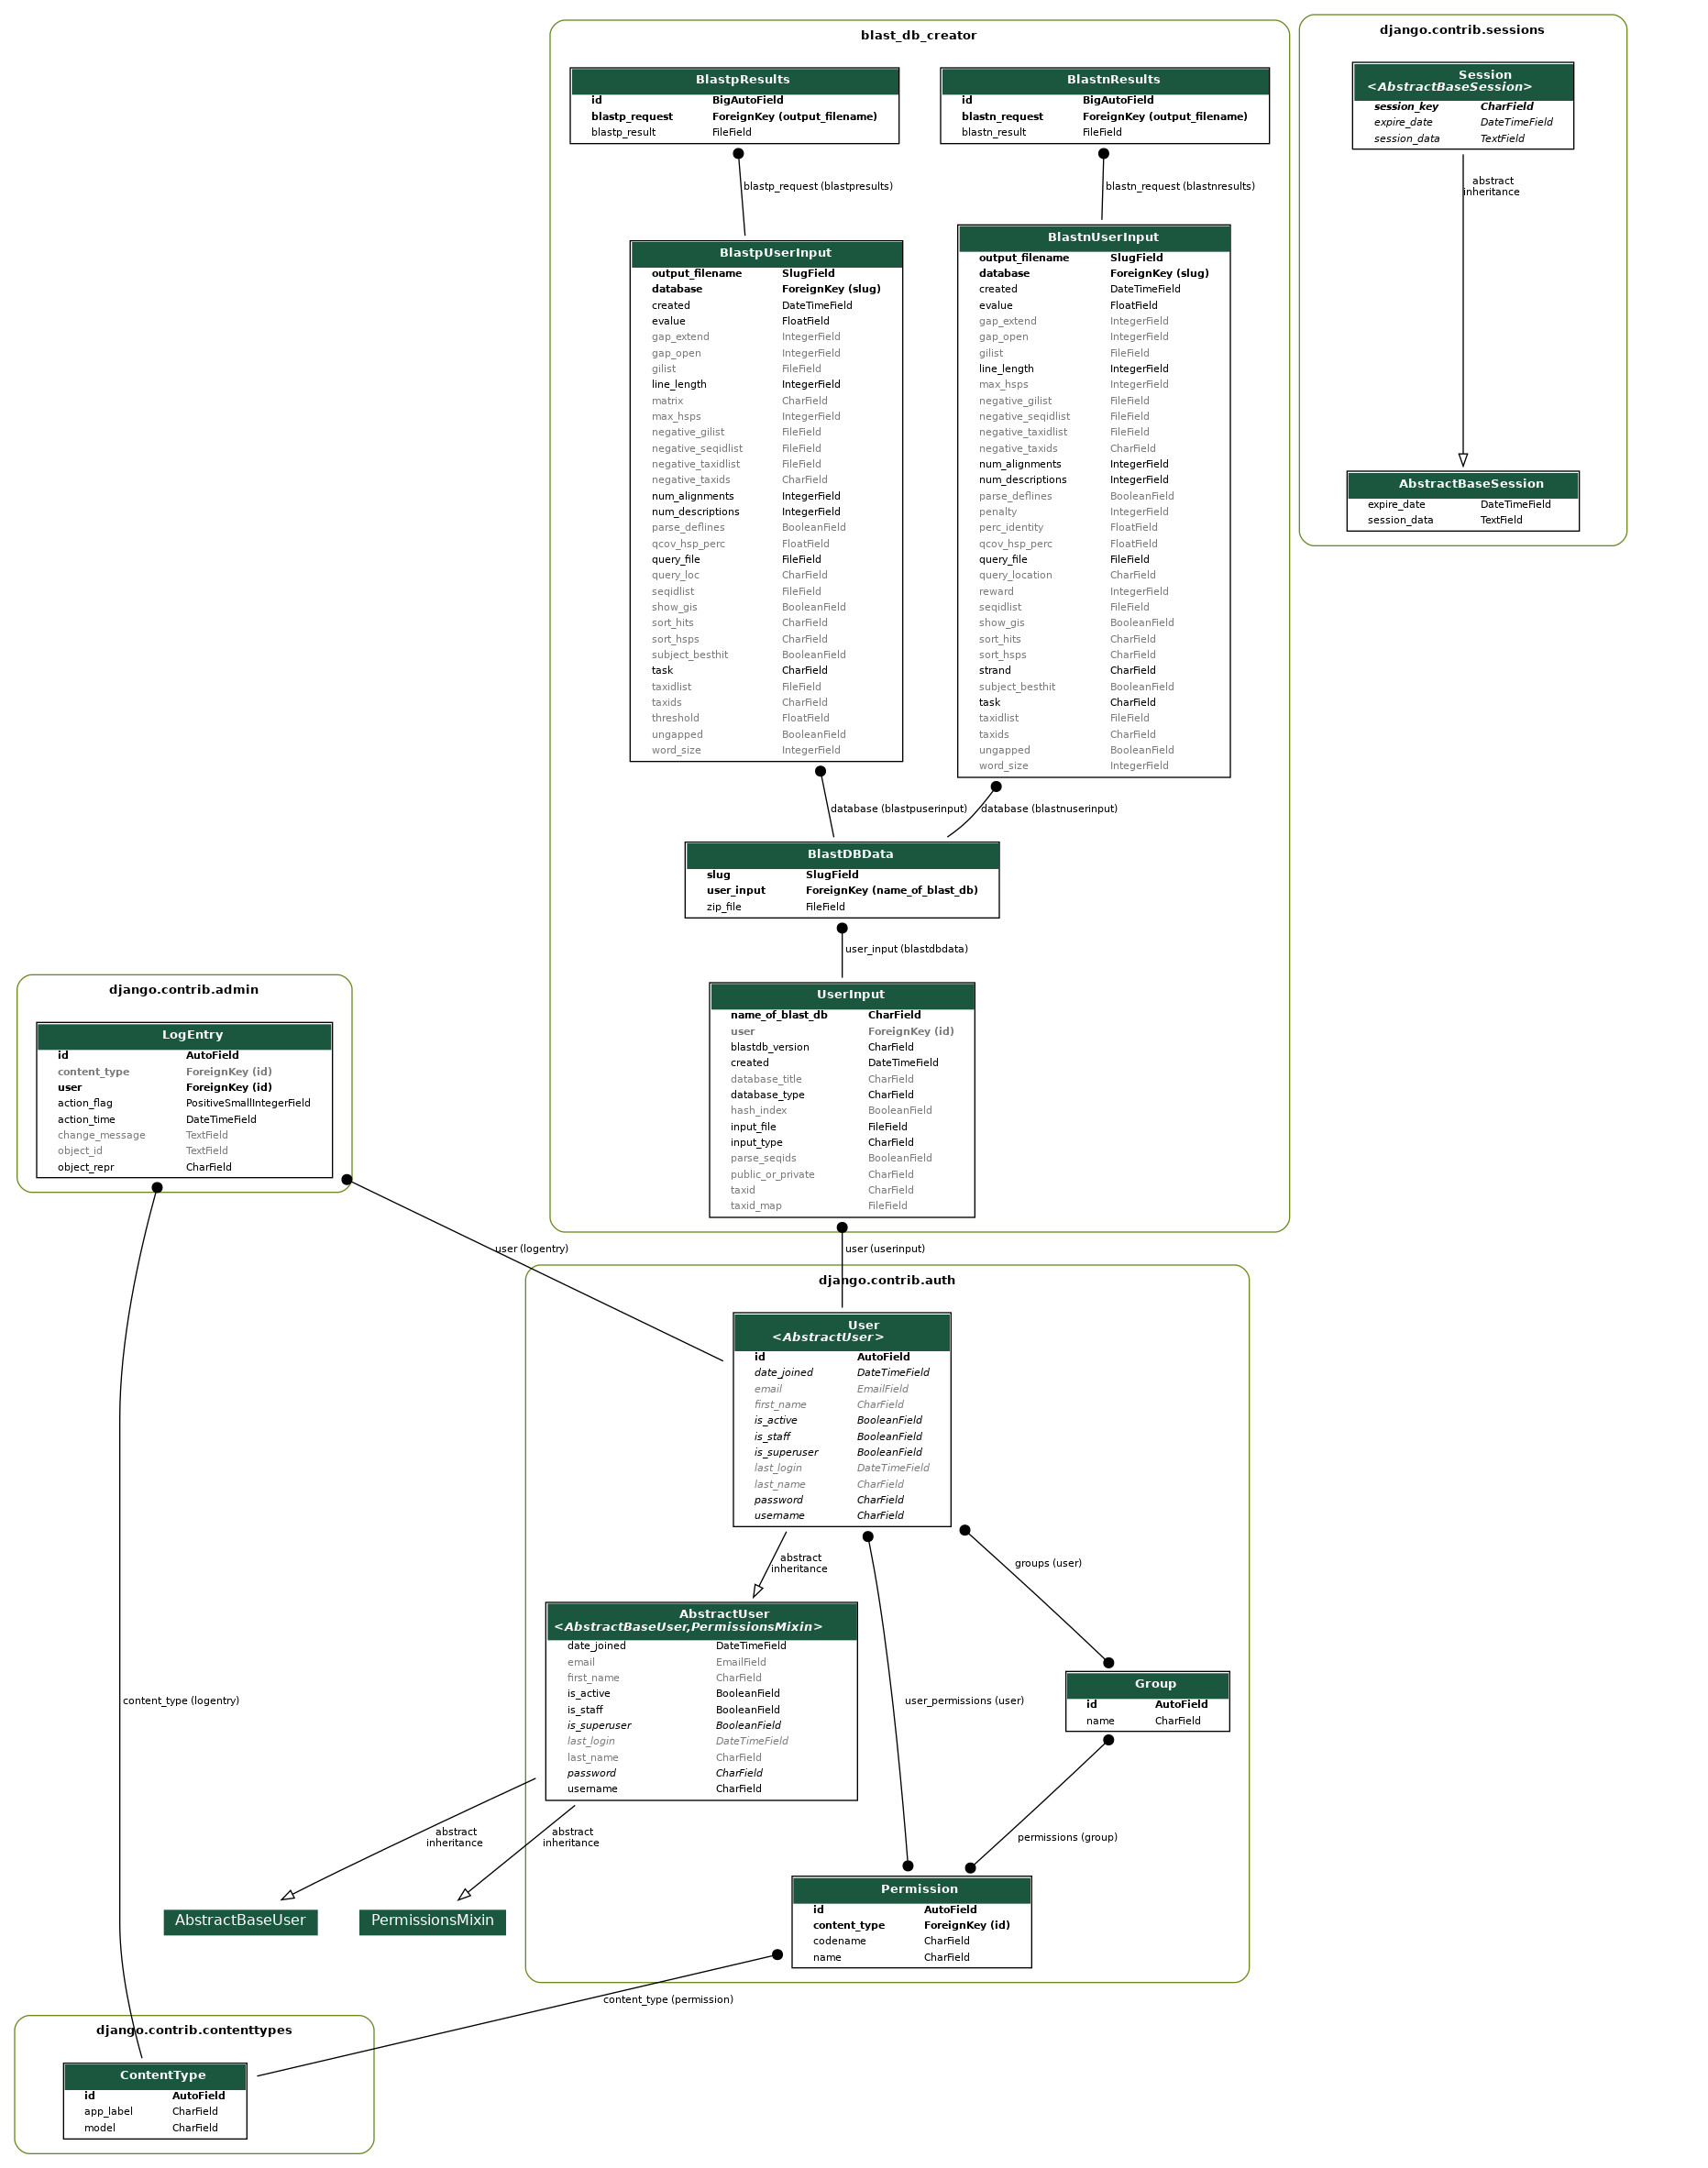 blast_db_creator
BlastpResults
id BigAutoField
blastp_request ForeignKey (output_filename)
blastp_result FileField
BlastnResults
id BigAutoField
blastn_request ForeignKey (output_filename)
blastn_result FileField
blastp_request (blastpresults)
blastn_request (blastnresults)
BlastpUserInput
output_filename SlugField
database ForeignKey (slug)
created DateTimeField
evalue FloatField
gap_extend IntegerField
gap_open IntegerField
gilist FileField
line_length IntegerField
matrix CharField
max_hsps IntegerField
negative_gilist FileField
negative_seqidlist FileField
negative_taxidlist FileField
negative_taxids CharField
num_alignments IntegerField
num_descriptions IntegerField
parse_deflines BooleanField
qcov_hsp_perc FloatField
query_file FileField
query_loc CharField
seqidlist FileField
show_gis BooleanField
sort_hits CharField
sort_hsps CharField
subject_besthit BooleanField
task CharField
taxidlist FileField
taxids CharField
threshold FloatField
ungapped BooleanField
word_size IntegerField
BlastnUserInput
output_filename SlugField
database ForeignKey (slug)
created DateTimeField
evalue FloatField
gap_extend IntegerField
gap_open IntegerField
gilist FileField
line_length IntegerField
max_hsps IntegerField
negative_gilist FileField
negative_seqidlist FileField
negative_taxidlist FileField
negative_taxids CharField
num_alignments IntegerField
num_descriptions IntegerField
parse_deflines BooleanField
penalty IntegerField
perc_identity FloatField
qcov_hsp_perc FloatField
query_file FileField
query_location CharField
reward IntegerField
seqidlist FileField
show_gis BooleanField
sort_hits CharField
sort_hsps CharField
strand CharField
subject_besthit BooleanField
task CharField
taxidlist FileField
taxids CharField
ungapped BooleanField
word_size IntegerField
database (blastpuserinput)
database (blastnuserinput)
BlastDBData
slug SlugField
user_input ForeignKey (name_of_blast_db)
zip_file FileField
user_input (blastdbdata)
UserInput
name_of_blast_db CharField
user ForeignKey (id)
blastdb_version CharField
created DateTimeField
database_title CharField
database_type CharField
hash_index BooleanField
input_file FileField
input_type CharField
parse_seqids BooleanField
public_or_private CharField
taxid CharField
taxid_map FileField
django.contrib.sessions
Session
<AbstractBaseSession>
session_key CharField
expire_date DateTimeField
session_data TextField
abstract
inheritance
AbstractBaseSession
expire_date DateTimeField
session_data TextField
django.contrib.admin
LogEntry
id AutoField
content_type ForeignKey (id)
user ForeignKey (id)
action_flag PositiveSmallIntegerField
action_time DateTimeField
change_message TextField
object_id TextField
object_repr CharField
user (logentry)
user (userinput)
django.contrib.auth
User
<AbstractUser>
id AutoField
date_joined DateTimeField
email EmailField
first_name CharField
is_active BooleanField
is_staff BooleanField
is_superuser BooleanField
last_login DateTimeField
last_name CharField
password CharField
username CharField
abstract
inheritance
groups (user)
AbstractUser
<AbstractBaseUser,PermissionsMixin>
date_joined DateTimeField
email EmailField
first_name CharField
is_active BooleanField
is_staff BooleanField
is_superuser BooleanField
last_login DateTimeField
last_name CharField
password CharField
username CharField
content_type (logentry)
user_permissions (user)
Group
id AutoField
name CharField
abstract
inheritance
abstract
inheritance
permissions (group)
AbstractBaseUser
PermissionsMixin
Permission
id AutoField
content_type ForeignKey (id)
codename CharField
name CharField
content_type (permission)
django.contrib.contenttypes
ContentType
id AutoField
app_label CharField
model CharField